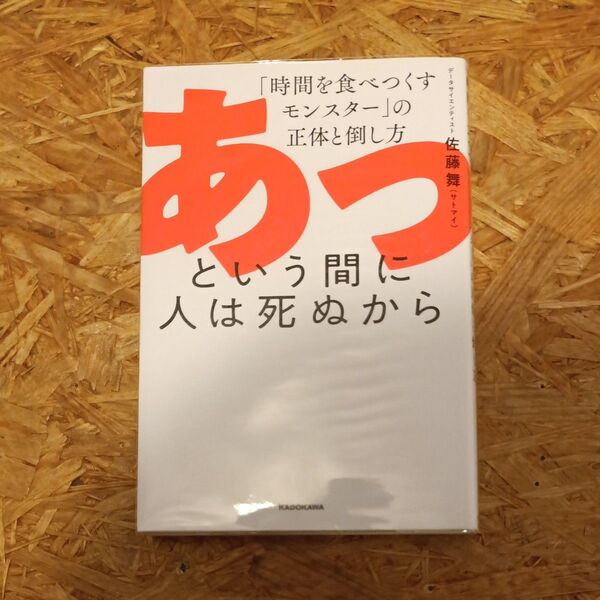 「時間を食べつくす
モンスター」の
正体と倒し方
データサイエンティスト
佐藤 舞(サトマイ)
あっ
という間に
人は死ぬから
KADOKAWA